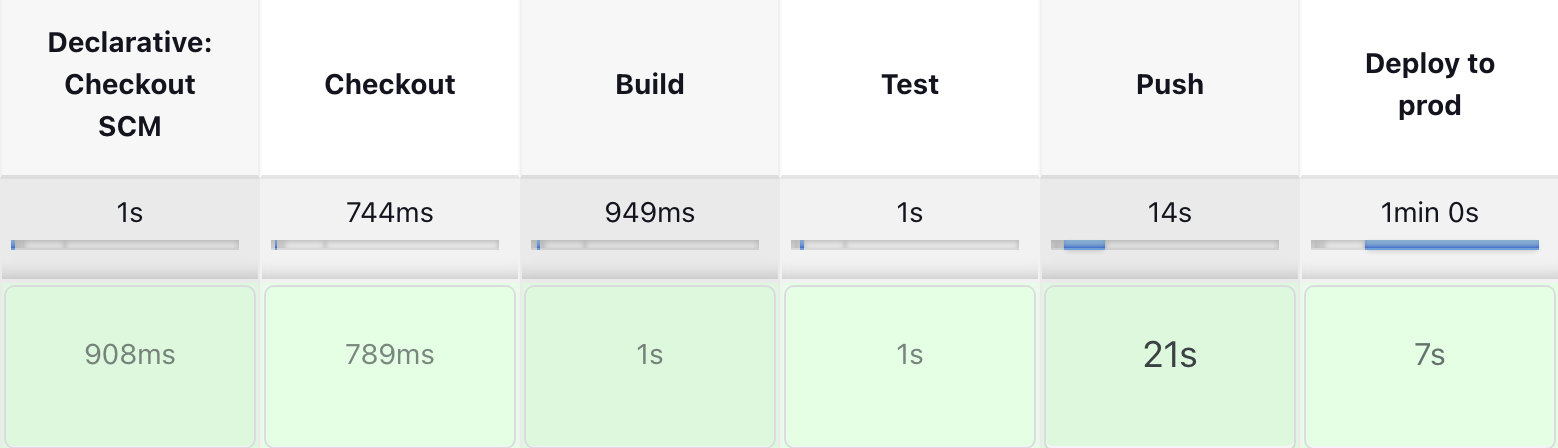 Declarative:
Checkout
SCM
Checkout
Build
Test
Push
Deploy to
prod
1s
744ms
949ms
1s
14s
1min 0s
908ms
789ms
1s
1s
21s
7s